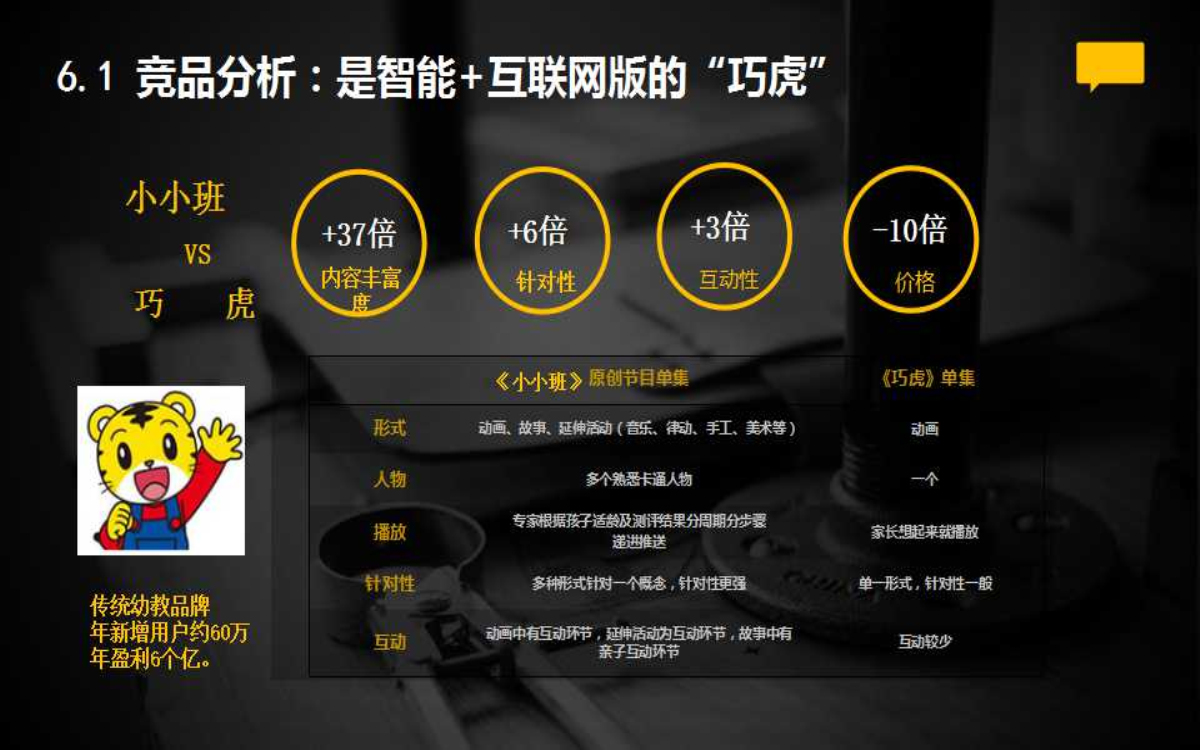 6.1 竞品分析：是智能+互联网版的“巧虎”
小小班
VS
巧 虎
+37倍
内容丰富
度
+6倍
针对性
+3倍
互动性
-10倍
价格
《小小班》原创节目单集
《巧虎》单集
形式
动画、故事、延伸活动（音乐、律动、手工、美术等）
动画
人物
多个熟悉卡通人物
一个
播放
专家根据孩子适龄及测评结果分周期分步骤
递进推送
家长想起来就播放
针对性
多种形式针对一个概念，针对性更强
单一形式，针对性一般
互动
动画中有互动环节，延伸活动为互动环节，故事中有
亲子互动环节
互动较少
传统幼教品牌
年新增用户约60万
年盈利6个亿。